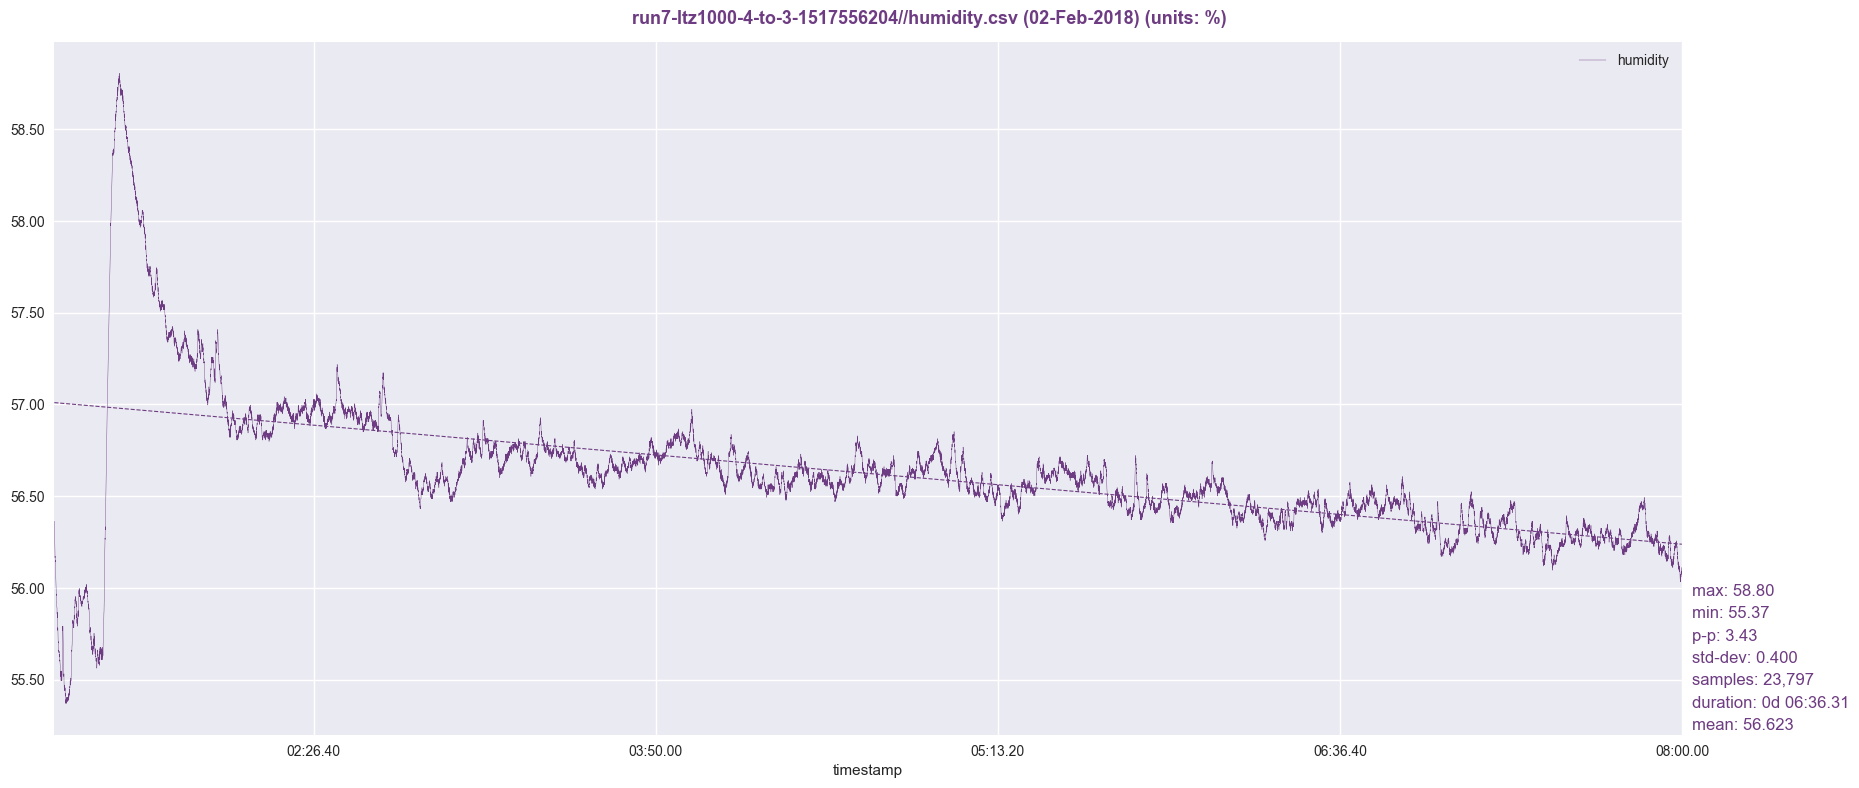 run7-ltz1000-4-to-3-1517556204//humidity.csv (02-Feb-2018) (units: %)
humidity
58.50
58.00
57.50
57.00
56.50
56.00
55.50
max: 58.80
min: 55.37
p-p: 3.43
std-dev: 0.400
samples: 23,797
duration: 0d 06:36.31
mean: 56.623
02:26.40 03:50.00 05:13.20 06:36.40 08:00.00
timestamp